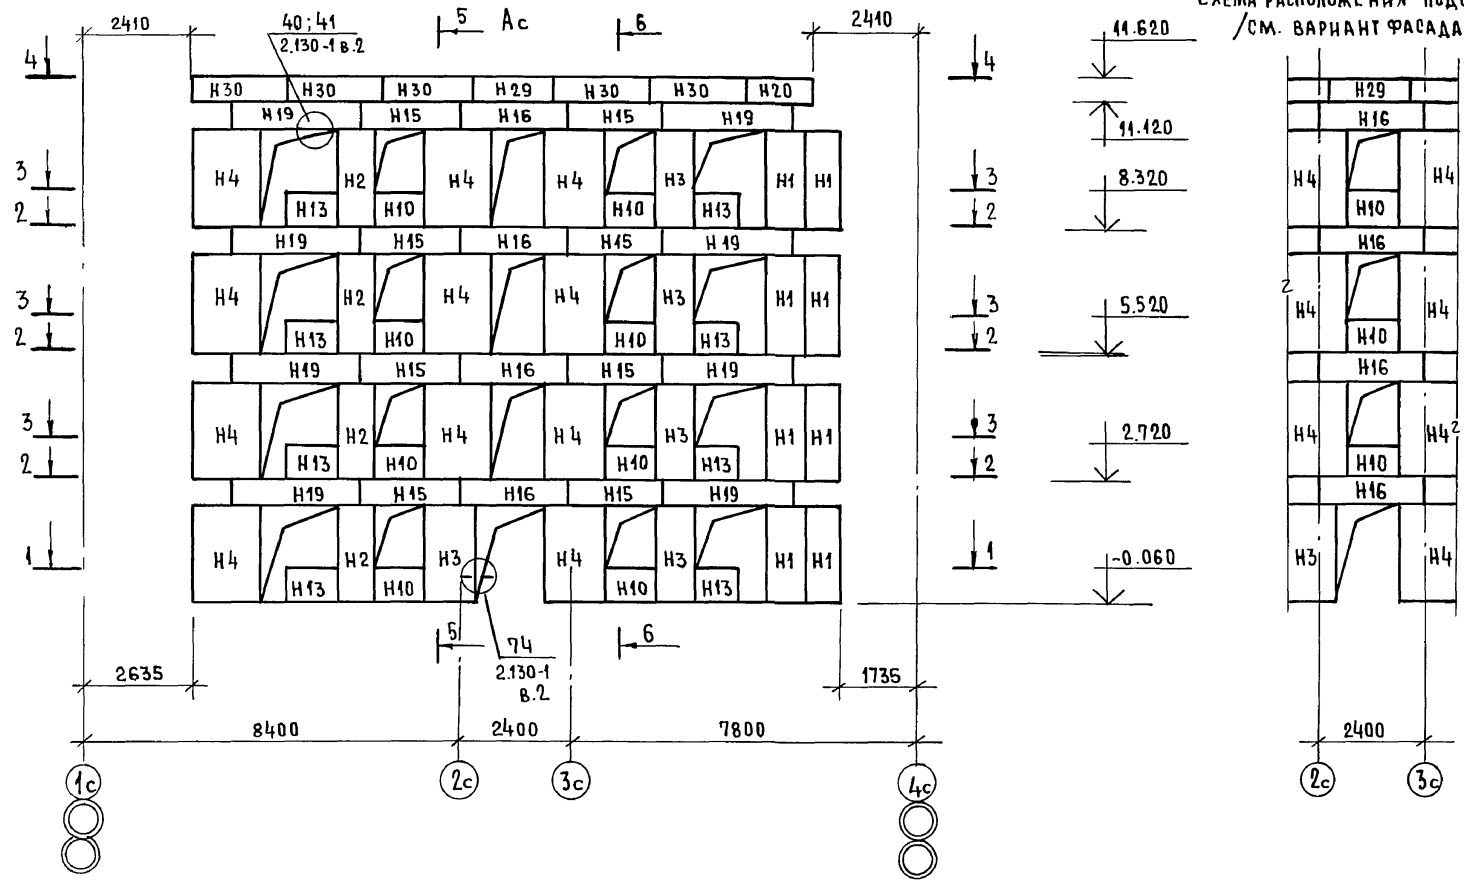 СХЕМА РАСПОЛОЖЕНИЯ
/СМ. ВАРИАНТ ФАСАДА
2410 40;41 5 Ас 6 2410 11.620
2.130-1 в.2
4 4
Н30 Н30 Н30 Н29 Н30 Н30 Н20 Н29
Н19 Н15 Н16 Н15 Н19 Н16
11.120
3 3 8.320
Н4 Н2 Н4 Н4 Н3 Н1 Н1 Н4 Н4
2 Н13 Н10 Н10 Н13 2 Н10
Н19 Н15 Н16 Н15 Н19 Н16
3 3 5.520
Н4 Н2 Н4 Н4 Н3 Н1 Н1 2 Н4 Н4
2 Н13 Н10 Н10 Н13 2 Н10
Н19 Н15 Н16 Н15 Н19 Н16
3 3 2.720
Н4 Н2 Н4 Н4 Н3 Н1 Н1 Н4 Н4 2
2 Н13 Н10 Н10 Н13 2 Н10
Н19 Н15 Н16 Н15 Н19 Н16
1 1 -0.060
Н4 Н2 Н3 Н4 Н3 Н1 Н1 Н3 Н4
Н13 Н10 Н10 Н13
5 74 6
2.130-1
в.2
2635 1735
8400 2400 7800 2400
1с 2с 3с 4с 2с 3с